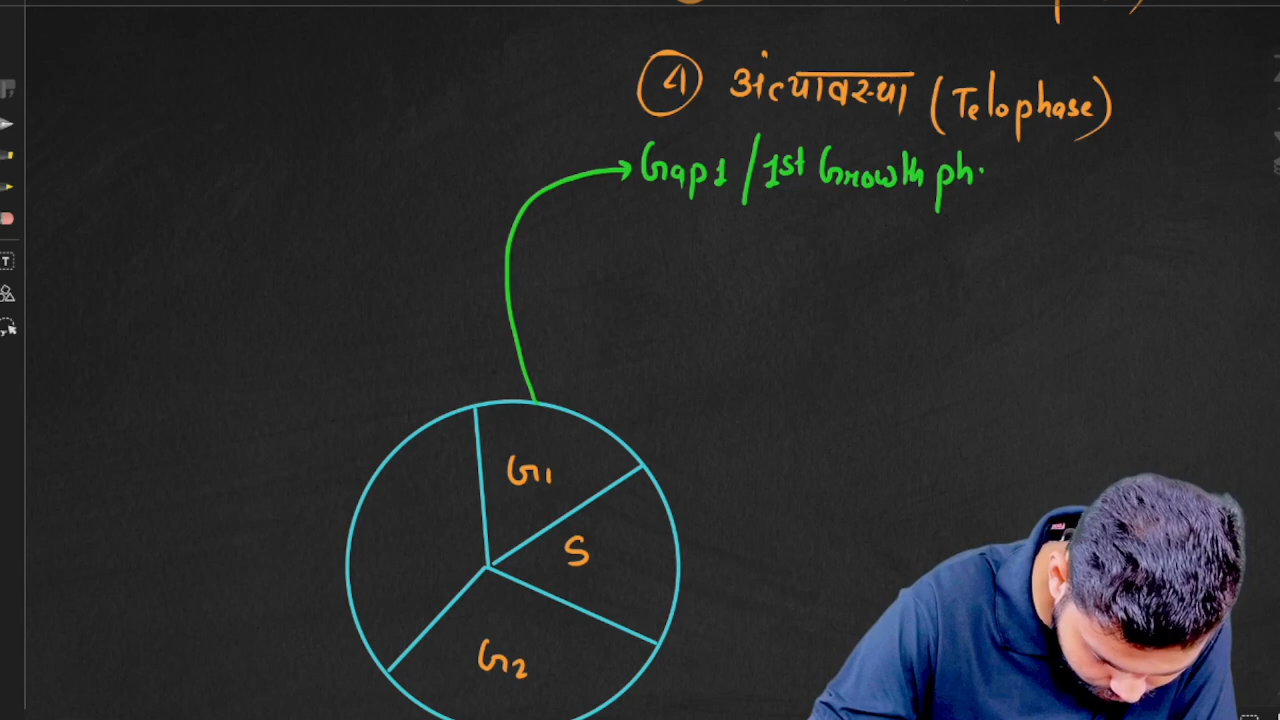 ④ अंत्यावस्था (Telophase)
Gap1 / 1st Growth ph.
G1
S
G2